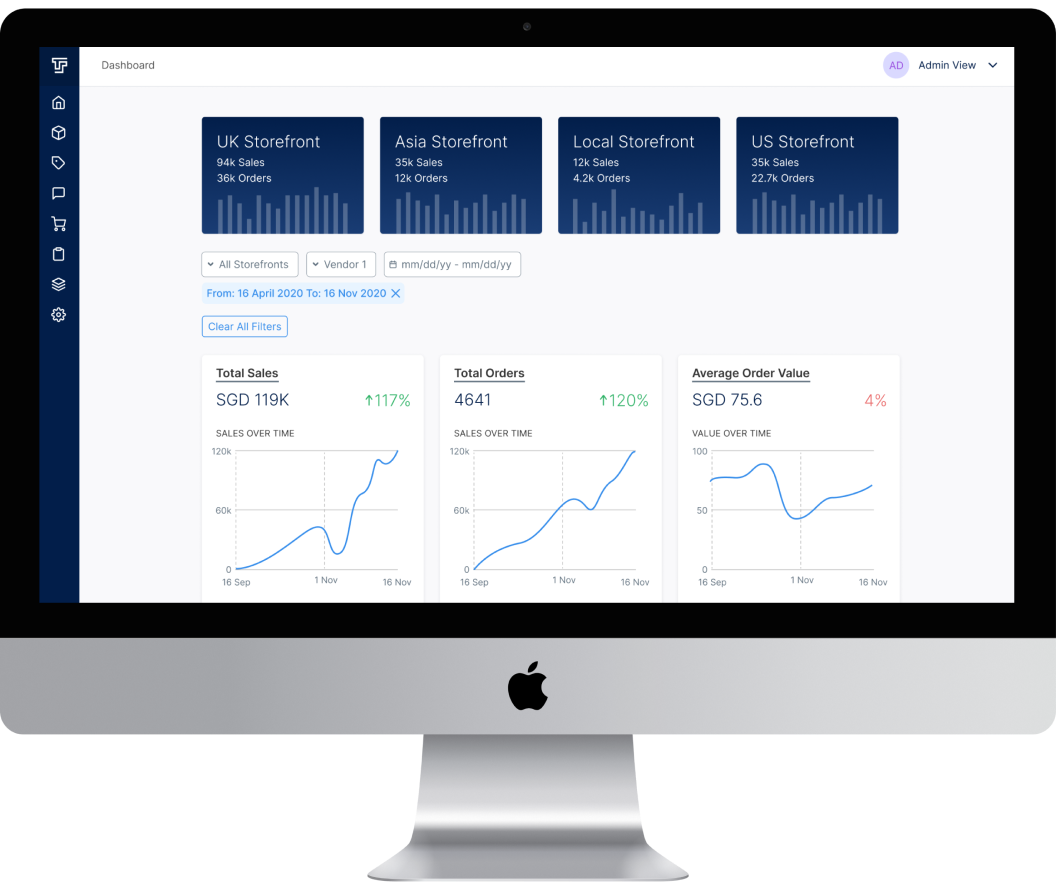 Dashboard
AD Admin View
UK Storefront
94k Sales
36k Orders
Asia Storefront
35k Sales
12k Orders
Local Storefront
12k Sales
4.2k Orders
US Storefront
35k Sales
22.7k Orders
All Storefronts
Vendor 1
mm/dd/yy - mm/dd/yy
From: 16 April 2020 To: 16 Nov 2020
Clear All Filters
Total Sales
SGD 119K ↑117%
SALES OVER TIME
120k
60k
0
16 Sep 1 Nov 16 Nov
Total Orders
4641 ↑120%
SALES OVER TIME
120k
60k
0
16 Sep 1 Nov 16 Nov
Average Order Value
SGD 75.6 4%
VALUE OVER TIME
100
50
0
16 Sep 1 Nov 16 Nov